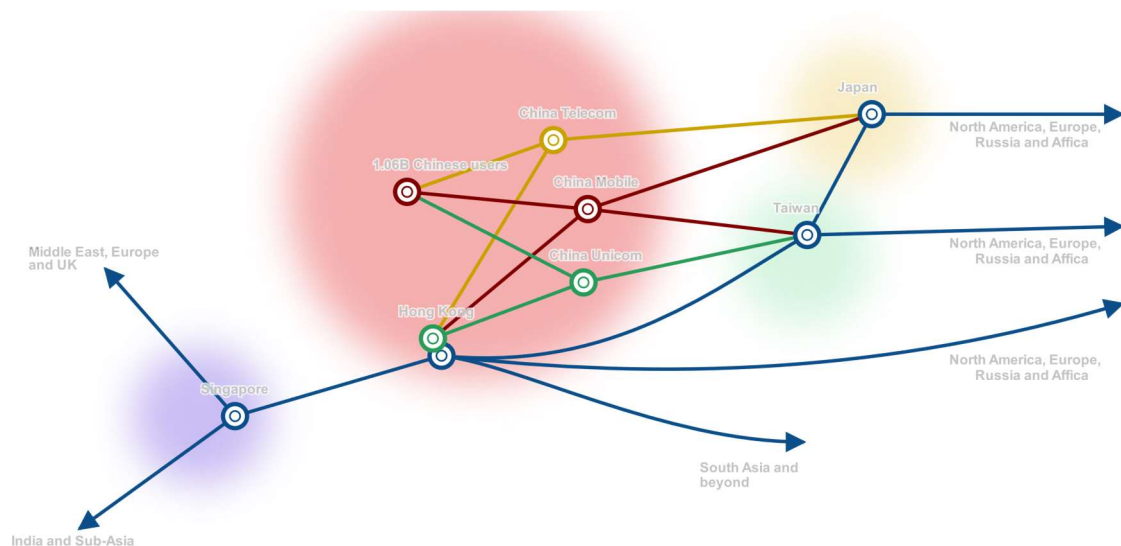 Japan
China Telecom
North America, Europe,
Russia and Affica
1.06B Chinese users
China Mobile
Taiwan
North America, Europe,
Russia and Affica
Middle East, Europe
and UK
China Unicom
Hong Kong
North America, Europe,
Russia and Affica
Singapore
South Asia and
beyond
India and Sub-Asia